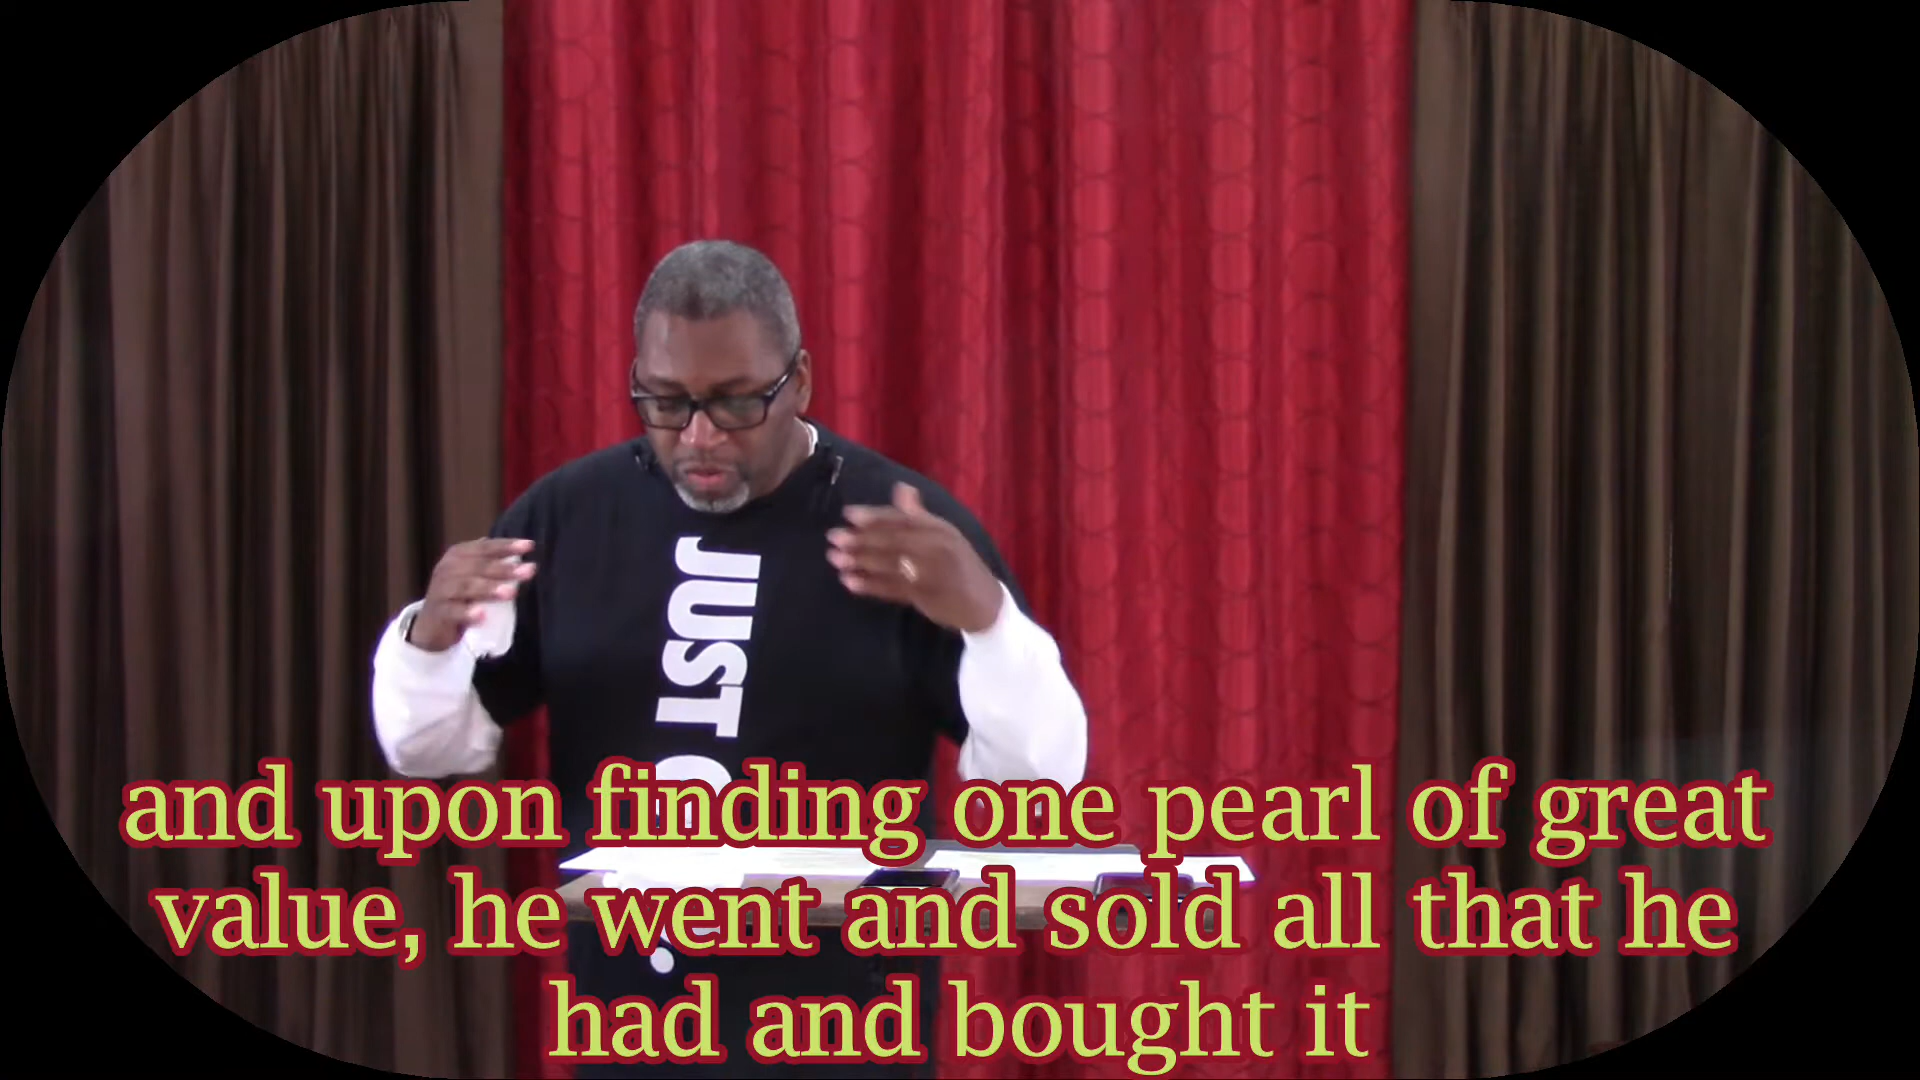 JUST
and upon finding one pearl of great
value, he went and sold all that he
had and bought it